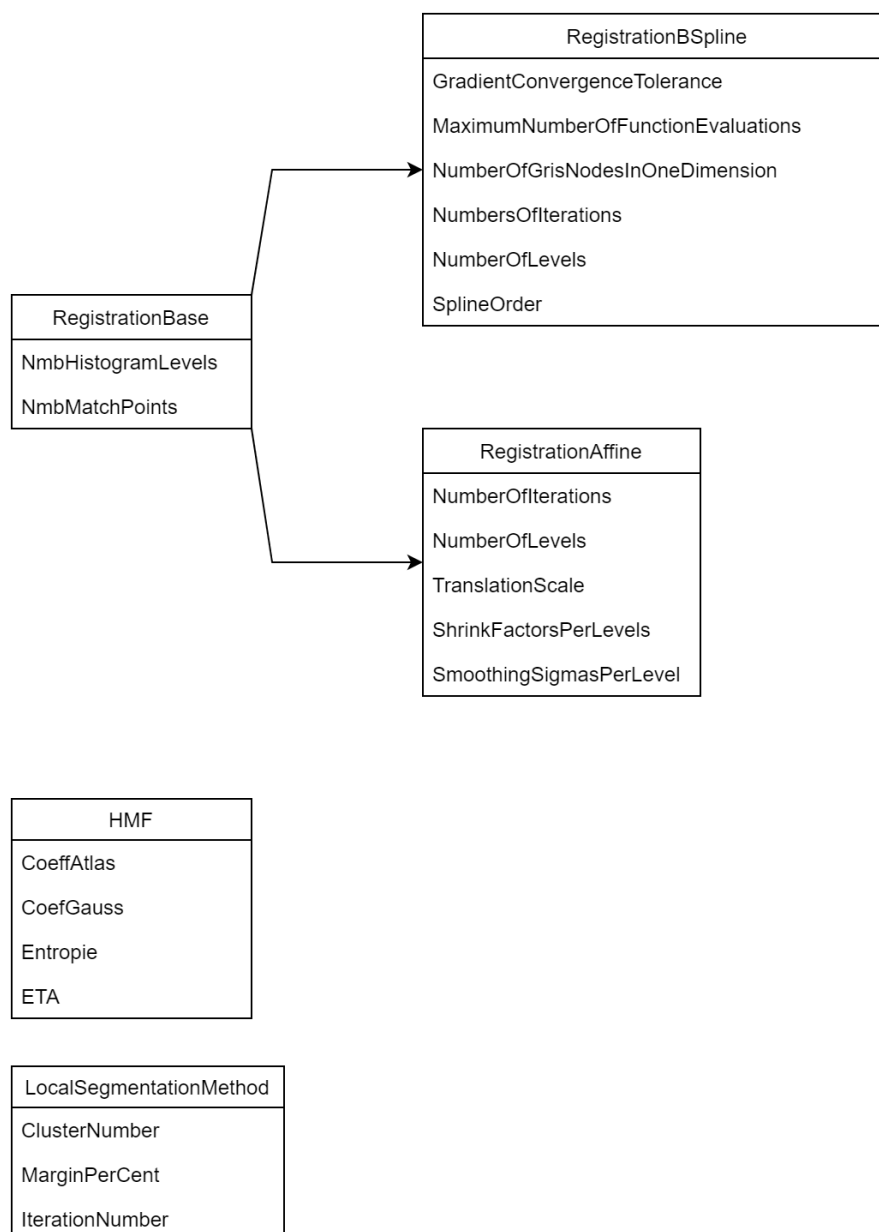 RegistrationBSpline
GradientConvergenceTolerance
MaximumNumberOfFunctionEvaluations
NumberOfGrisNodesInOneDimension
NumbersOfIterations
NumberOfLevels
SplineOrder
RegistrationBase
NmbHistogramLevels
NmbMatchPoints
RegistrationAffine
NumberOfIterations
NumberOfLevels
TranslationScale
ShrinkFactorsPerLevels
SmoothingSigmasPerLevel
HMF
CoeffAtlas
CoefGauss
Entropie
ETA
LocalSegmentationMethod
ClusterNumber
MarginPerCent
IterationNumber